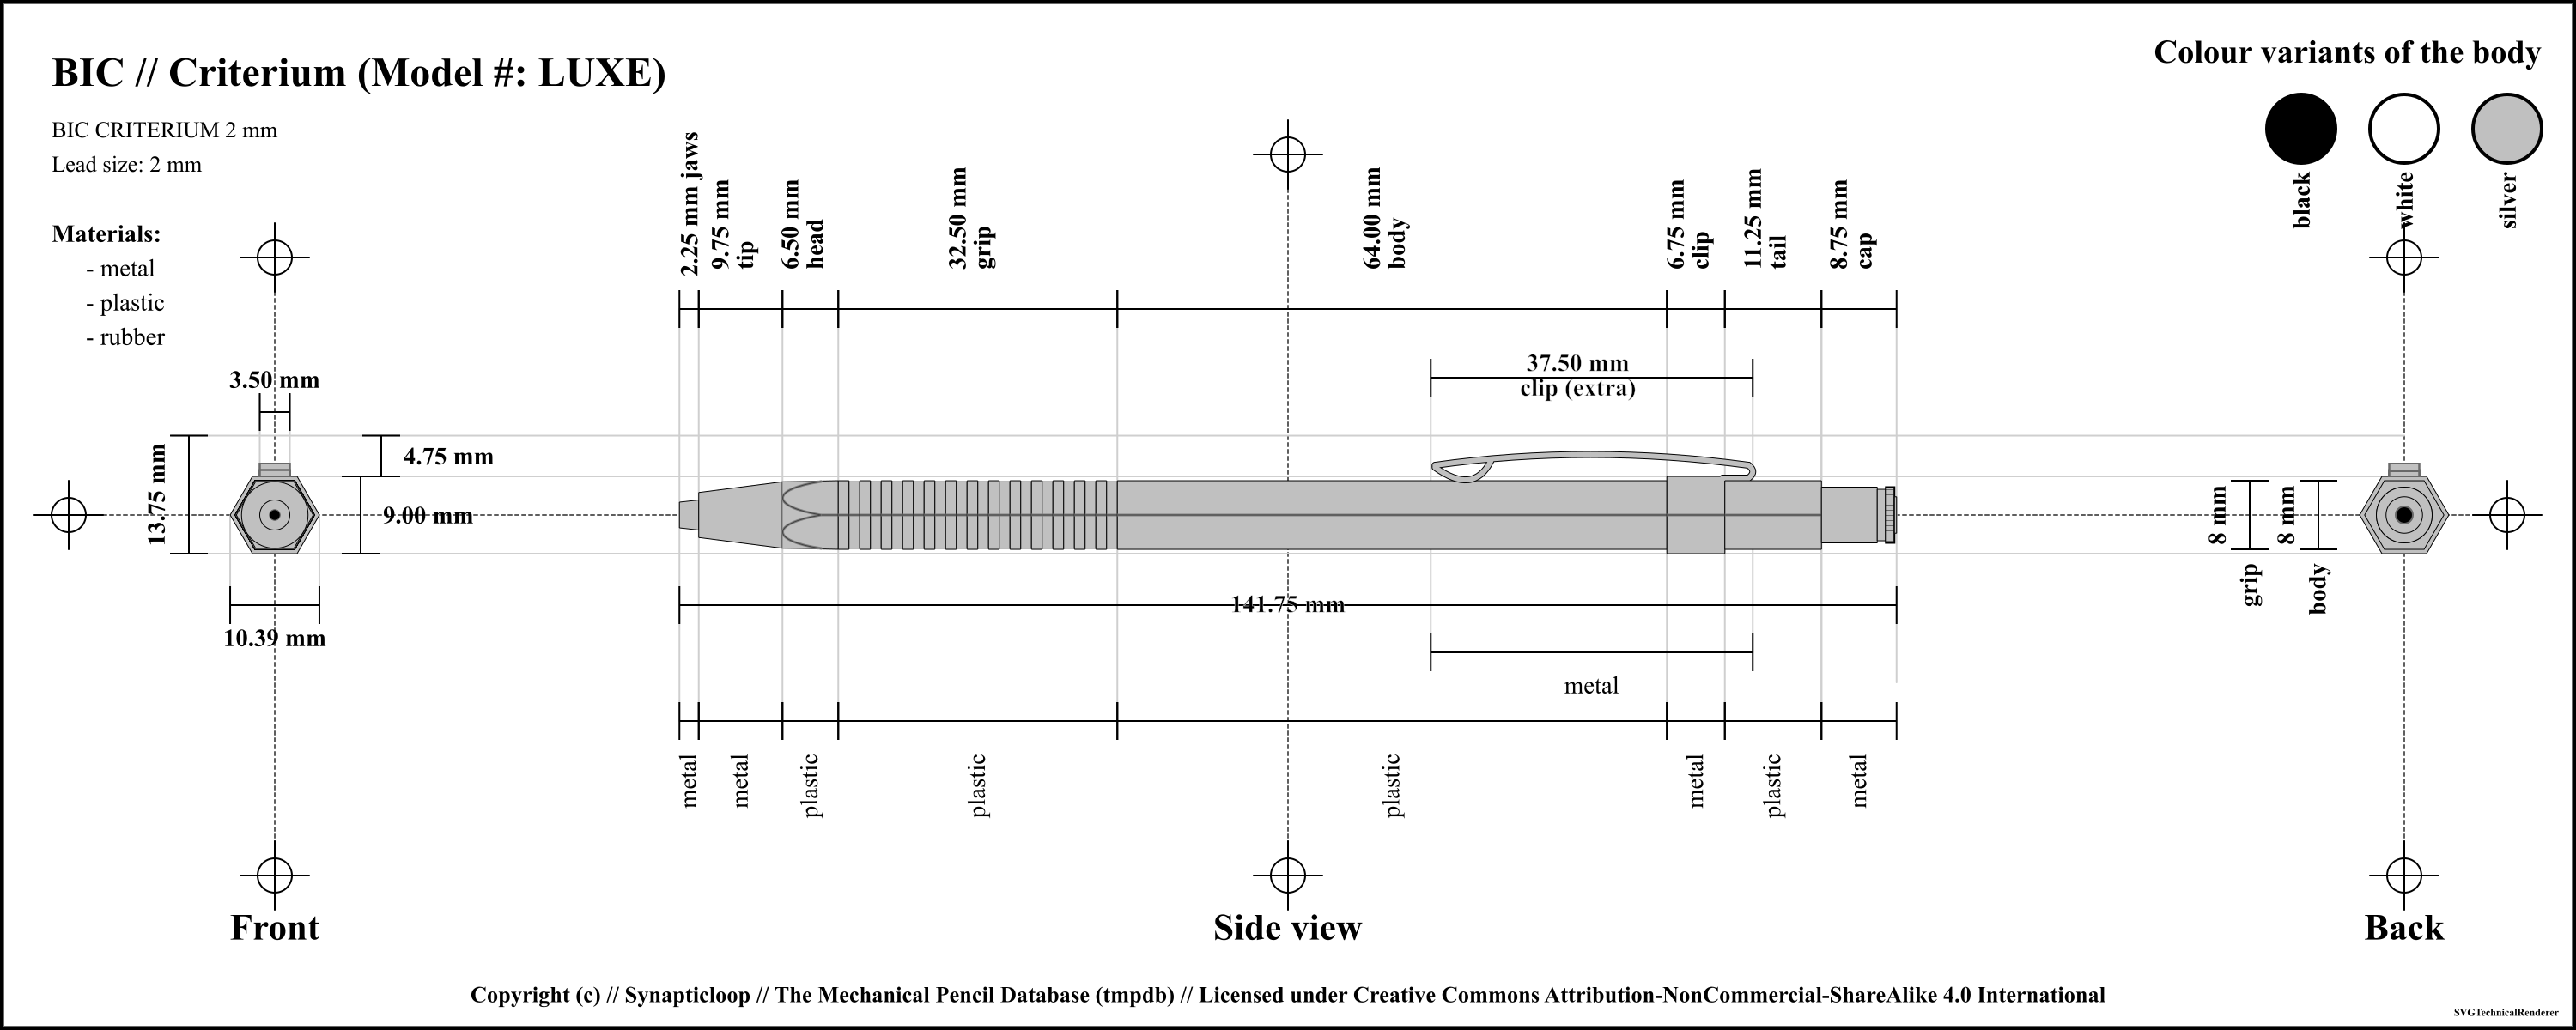 BIC // Criterium (Model #: LUXE)
BIC CRITERIUM 2 mm
Lead size: 2 mm
Materials:
- metal
- plastic
- rubber
Colour variants of the body
black
white
silver
2.25 mm jaws
9.75 mm
tip
6.50 mm
head
32.50 mm
grip
64.00 mm
body
6.75 mm
clip
11.25 mm
tail
8.75 mm
cap
37.50 mm
clip (extra)
3.50 mm
13.75 mm
4.75 mm
9.00 mm
10.39 mm
141.75 mm
8 mm
grip
8 mm
body
metal
metal
metal
plastic
plastic
plastic
metal
plastic
metal
Front
Side view
Back
Copyright (c) // Synapticloop // The Mechanical Pencil Database (tmpdb) // Licensed under Creative Commons Attribution-NonCommercial-ShareAlike 4.0 International
SVGTechnicalRenderer